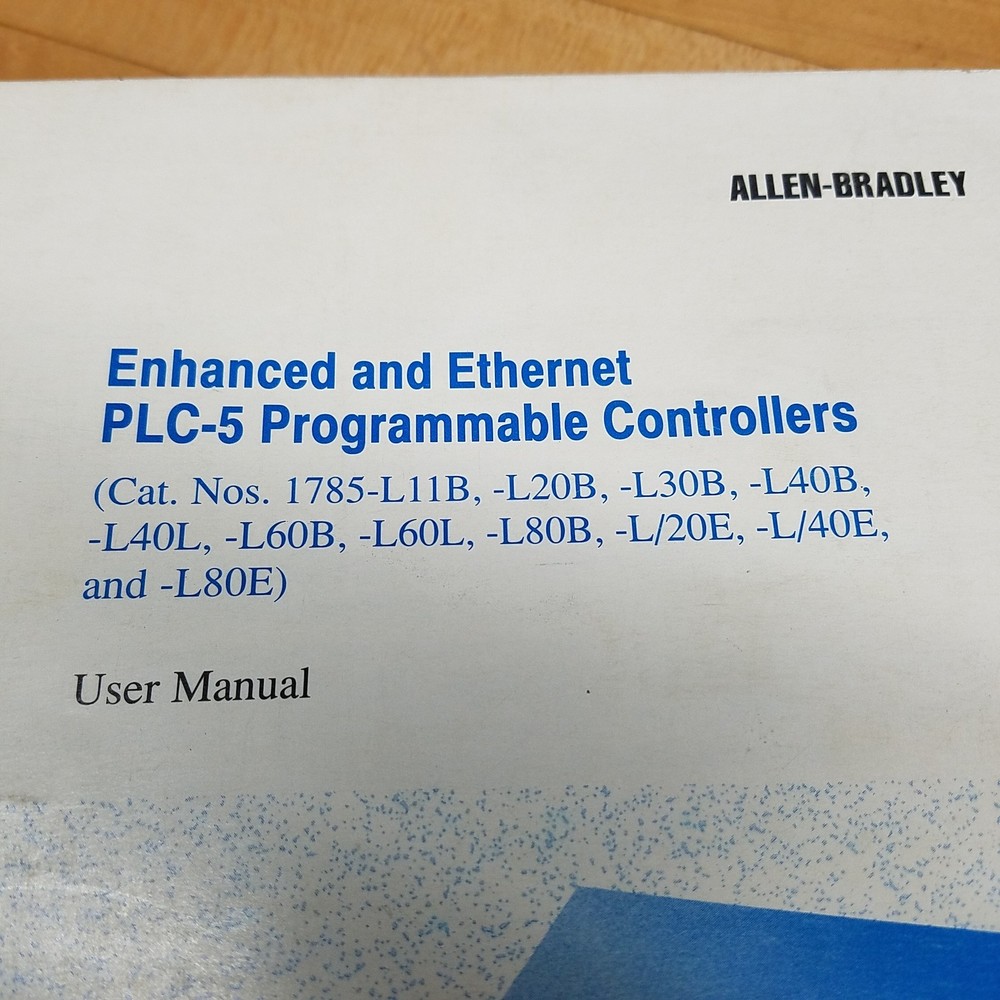 ALLEN-BRADLEY
Enhanced and Ethernet
PLC-5 Programmable Controllers
(Cat. Nos. 1785-L11B, -L20B, -L30B, -L40B,
-L40L, -L60B, -L60L, -L80B, -L/20E, -L/40E,
and -L80E)
User Manual